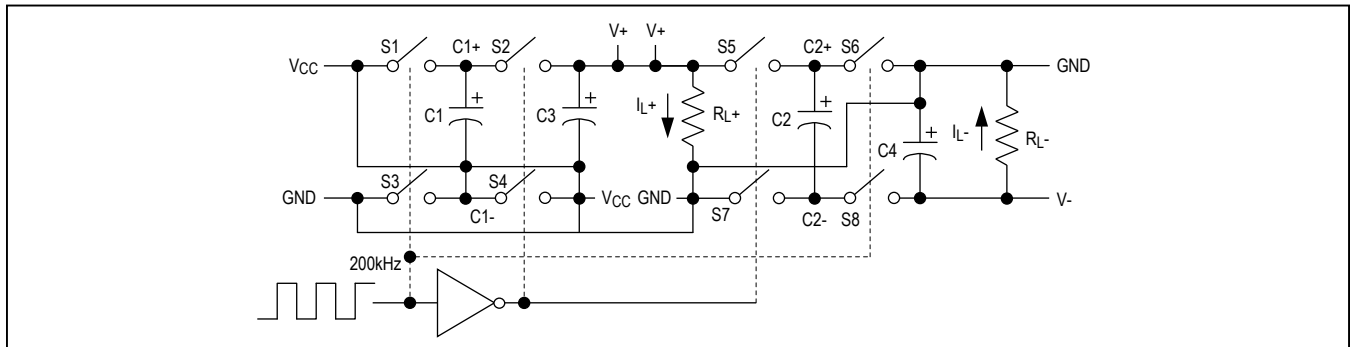 V+ V+
S1 C1+ S2 S5 C2+ S6
VCC GND
+ + + +
C1 C3 IL+ RL+ C2 C4 IL- RL-
S3 S4
GND VCC GND V-
C1- S7 C2- S8
200kHz